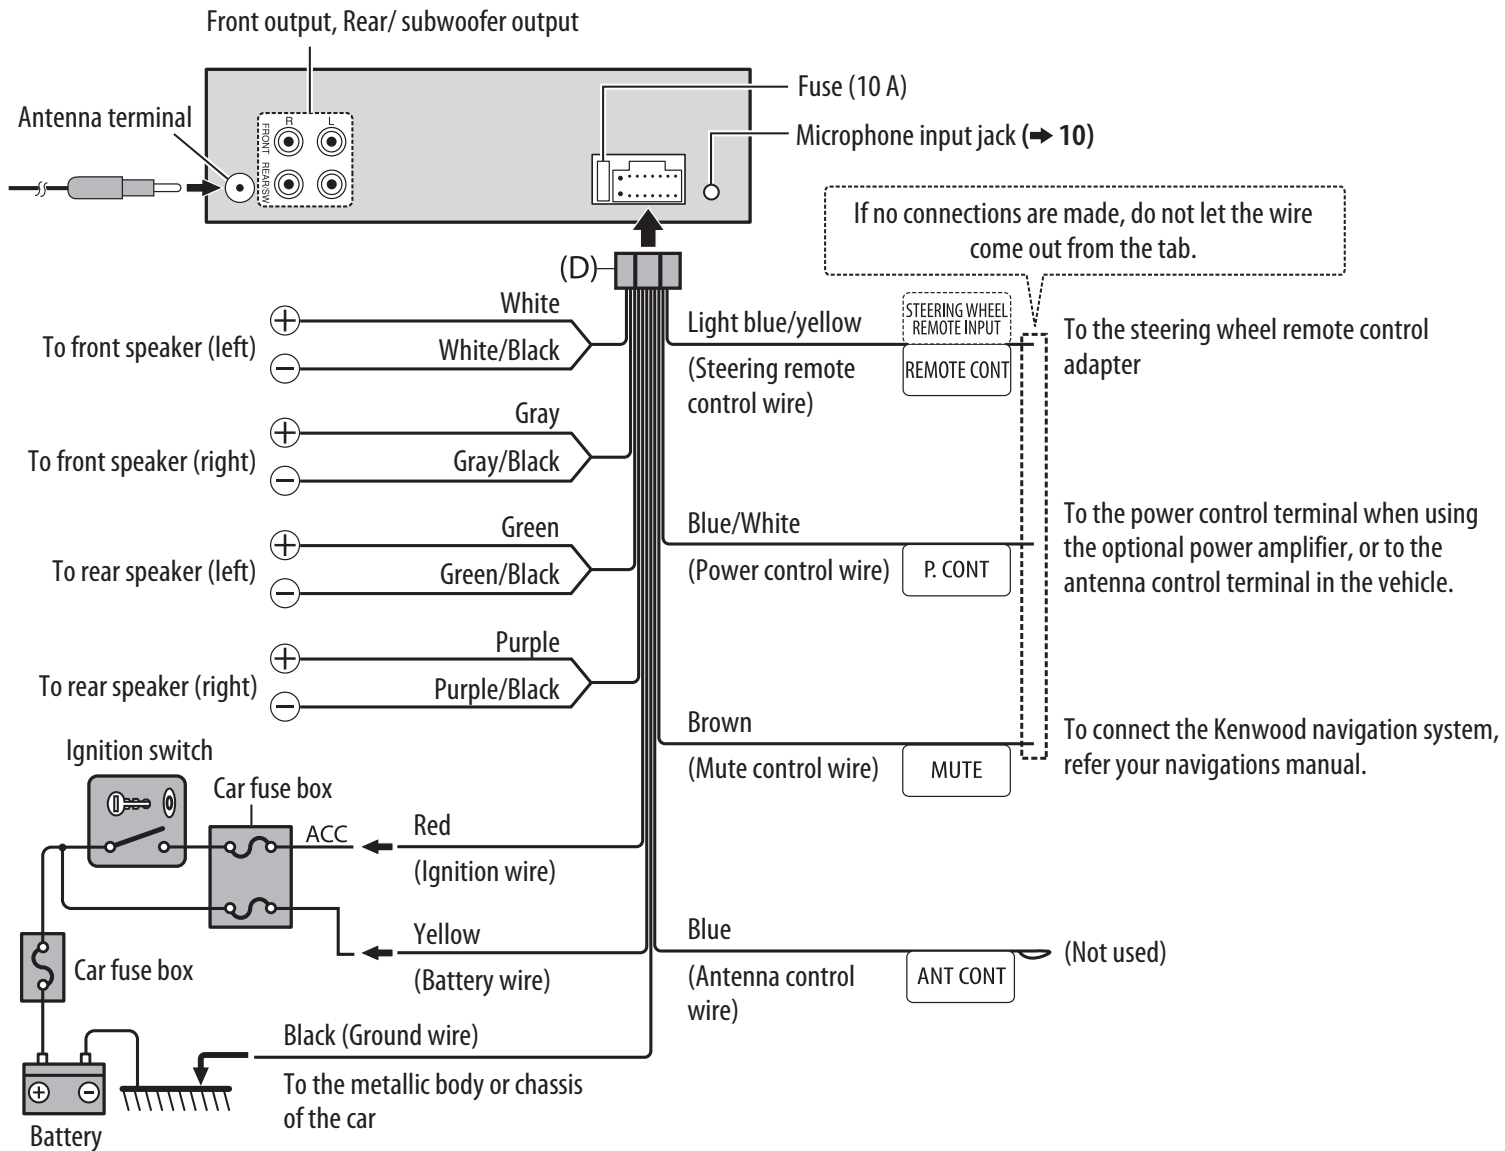 Front output, Rear/ subwoofer output
Antenna terminal
R
L
FRONT
REAR/SW
Fuse (10 A)
Microphone input jack (➔ 10)
If no connections are made, do not let the wire
come out from the tab.
(D)
White
White/Black
To front speaker (left)
Gray
Gray/Black
To front speaker (right)
Green
Green/Black
To rear speaker (left)
Purple
Purple/Black
To rear speaker (right)
Light blue/yellow
(Steering remote
control wire)
STEERING WHEEL
REMOTE INPUT
REMOTE CONT
To the steering wheel remote control
adapter
Blue/White
(Power control wire)
P. CONT
To the power control terminal when using
the optional power amplifier, or to the
antenna control terminal in the vehicle.
Brown
(Mute control wire)
MUTE
To connect the Kenwood navigation system,
refer your navigations manual.
Ignition switch
Car fuse box
ACC
Red
(Ignition wire)
Yellow
(Battery wire)
Blue
(Antenna control
wire)
ANT CONT
(Not used)
Car fuse box
Black (Ground wire)
To the metallic body or chassis
of the car
Battery